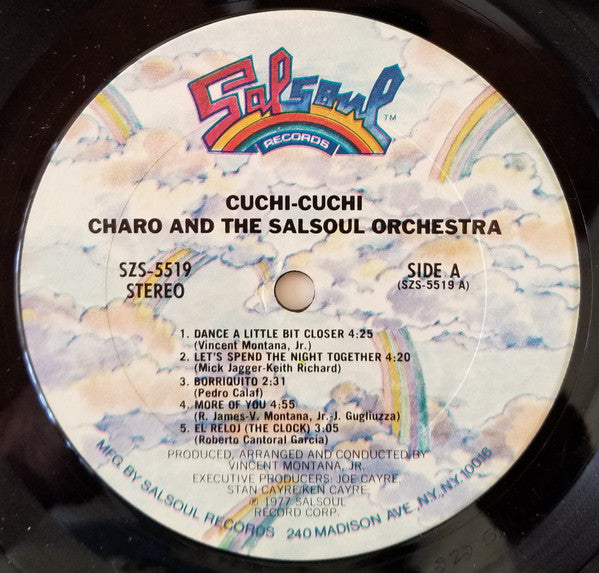 Salsoul TM
RECORDS
CUCHI-CUCHI
CHARO AND THE SALSOUL ORCHESTRA
SZS-5519
STEREO
SIDE A
(SZS-5519 A)
1. DANCE A LITTLE BIT CLOSER 4:25
(Vincent Montana, Jr.)
2. LET'S SPEND THE NIGHT TOGETHER 4:20
(Mick Jagger-Keith Richard)
3. BORRIQUITO 2:31
(Pedro Calaf)
4. MORE OF YOU 4:55
(R. James-V. Montana, Jr.-J. Gugliuzza)
5. EL RELOJ (THE CLOCK) 3:05
(Roberto Cantoral Garcia)
PRODUCED, ARRANGED AND CONDUCTED BY
VINCENT MONTANA, JR.
EXECUTIVE PRODUCERS: JOE CAYRE,
STAN CAYRE/KEN CAYRE
℗ 1977 SALSOUL
RECORD CORP.
MFG. BY SALSOUL RECORDS 240 MADISON AVE., NY, NY 10016